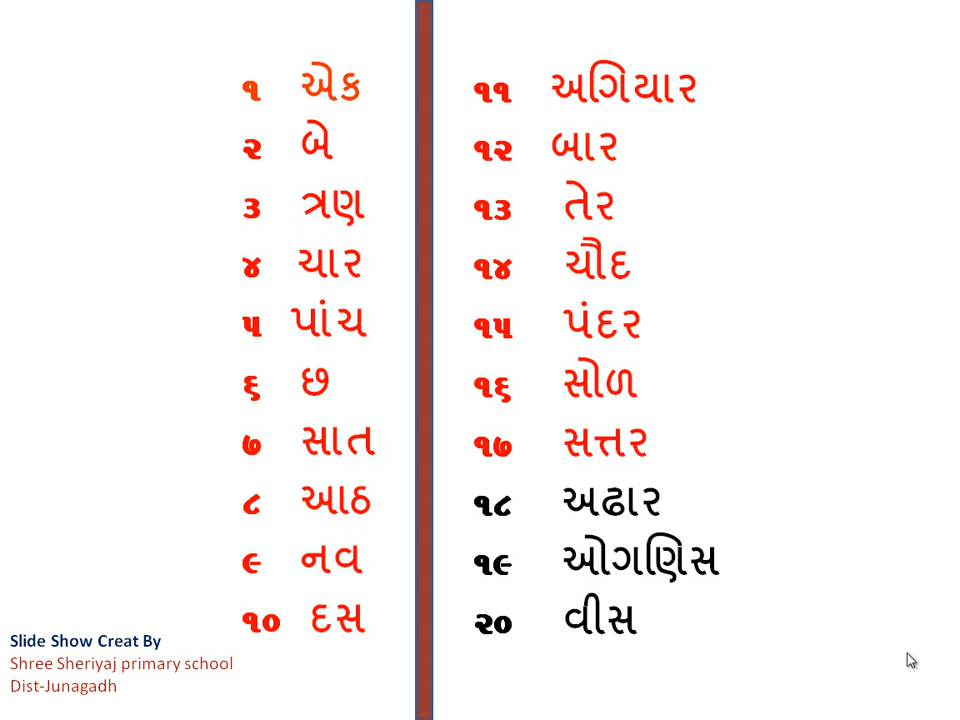 ૧ એક
૨ બે
૩ ત્રણ
૪ ચાર
૫ પાંચ
૬ છ
૭ સાત
૮ આઠ
૯ નવ
૧૦ દસ
૧૧ અગિયાર
૧૨ બાર
૧૩ તેર
૧૪ ચૌદ
૧૫ પંદર
૧૬ સોળ
૧૭ સત્તર
૧૮ અઢાર
૧૯ ઓગણિસ
૨૦ વીસ
Slide Show Creat By
Shree Sheriyaj primary school
Dist-Junagadh